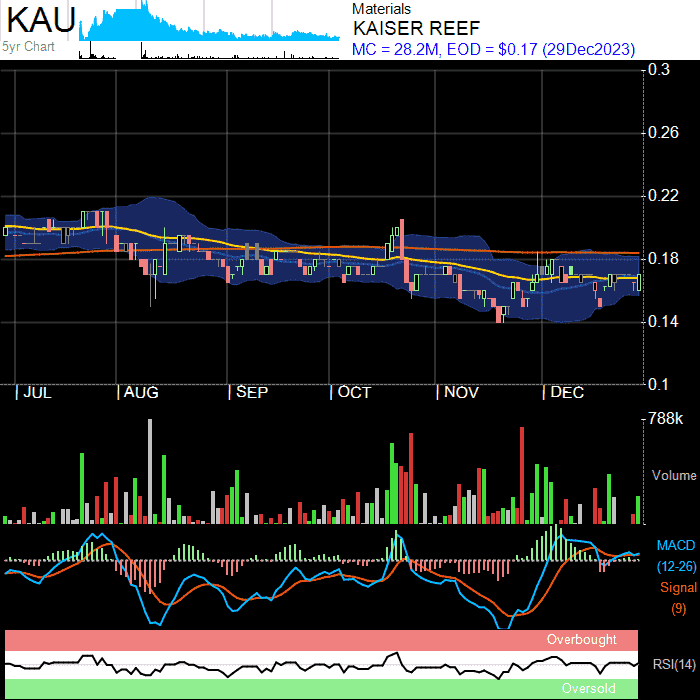 KAU
5yr Chart
Materials
KAISER REEF
MC = 28.2M, EOD = $0.17 (29Dec2023)
0.3
0.26
0.22
0.18
0.14
0.1
JUL AUG SEP OCT NOV DEC
788k
Volume
MACD
(12-26)
Signal
(9)
Overbought
RSI(14)
Oversold